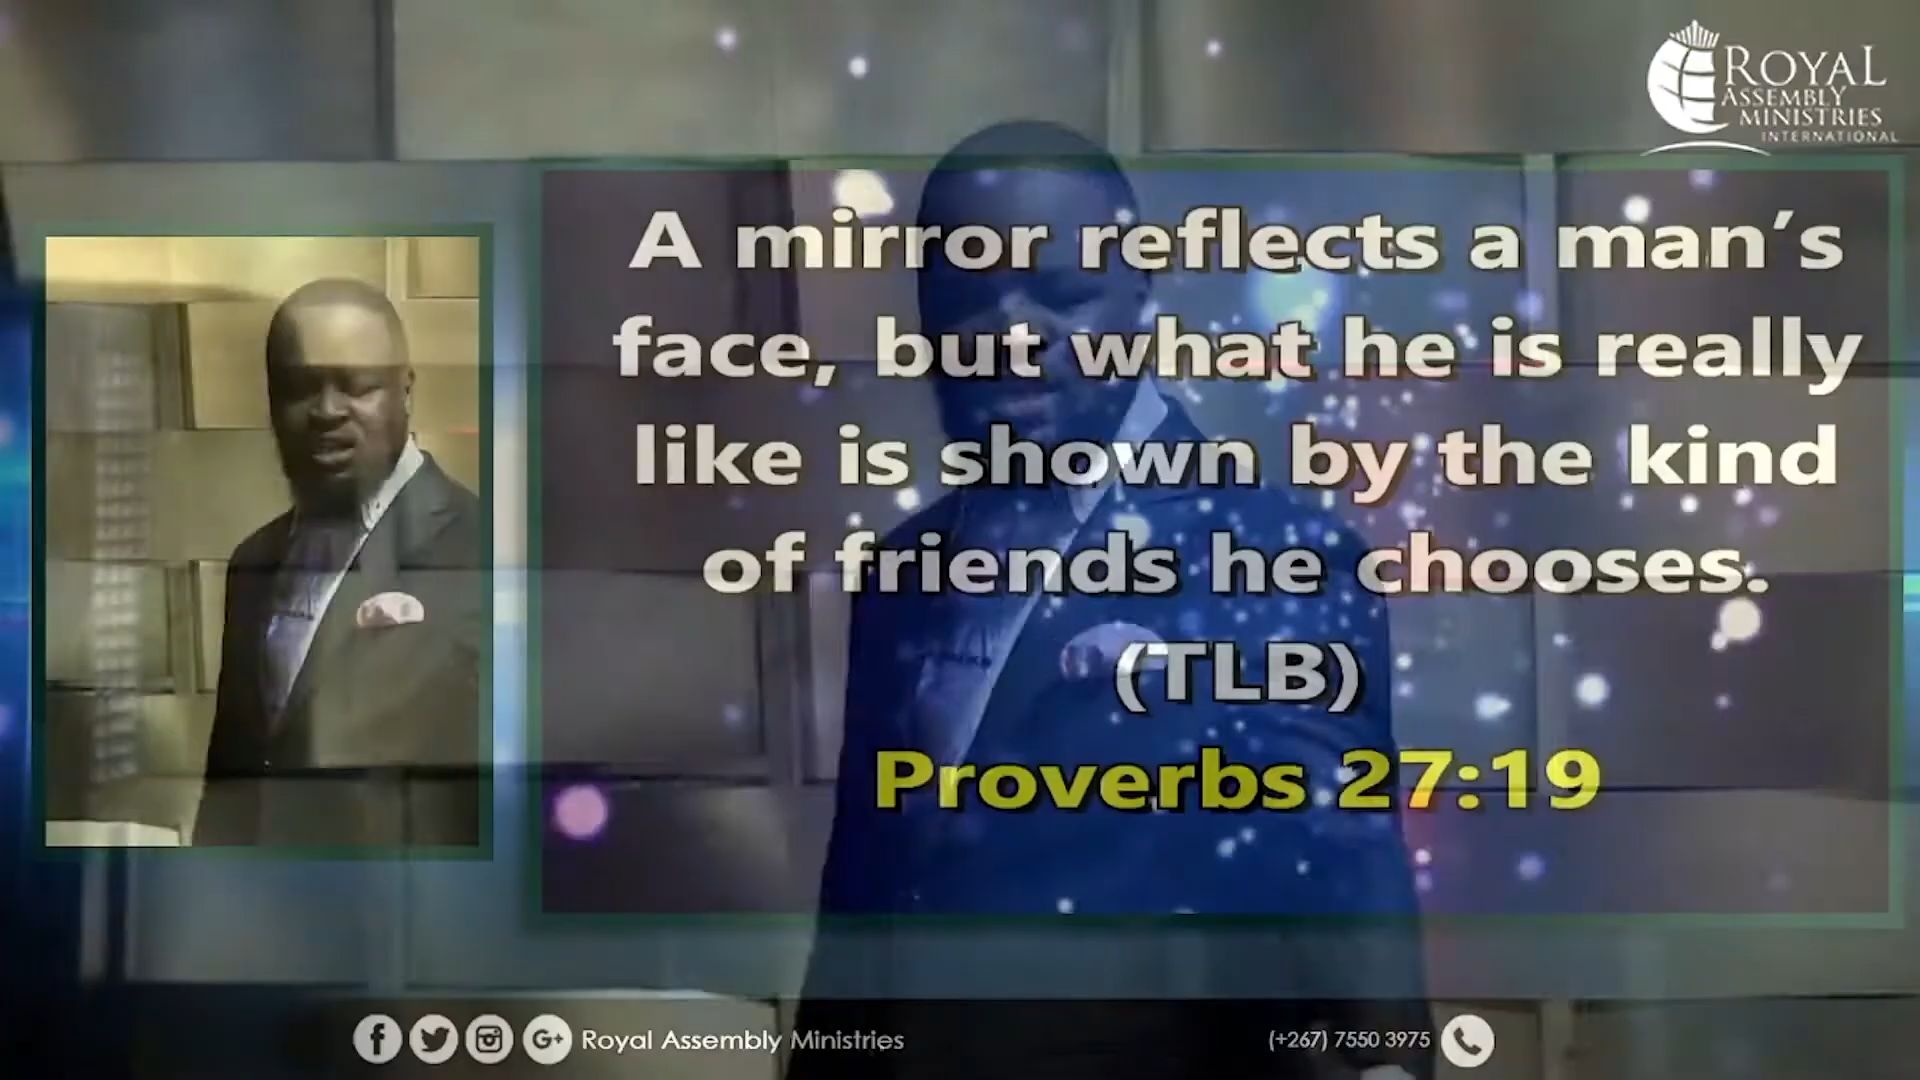 ROYAL
ASSEMBLY
MINISTRIES
INTERNATIONAL
A mirror reflects a man’s
face, but what he is really
like is shown by the kind
of friends he chooses.
(TLB)
Proverbs 27:19
f G+ Royal Assembly Ministries
(+267) 7550 3975